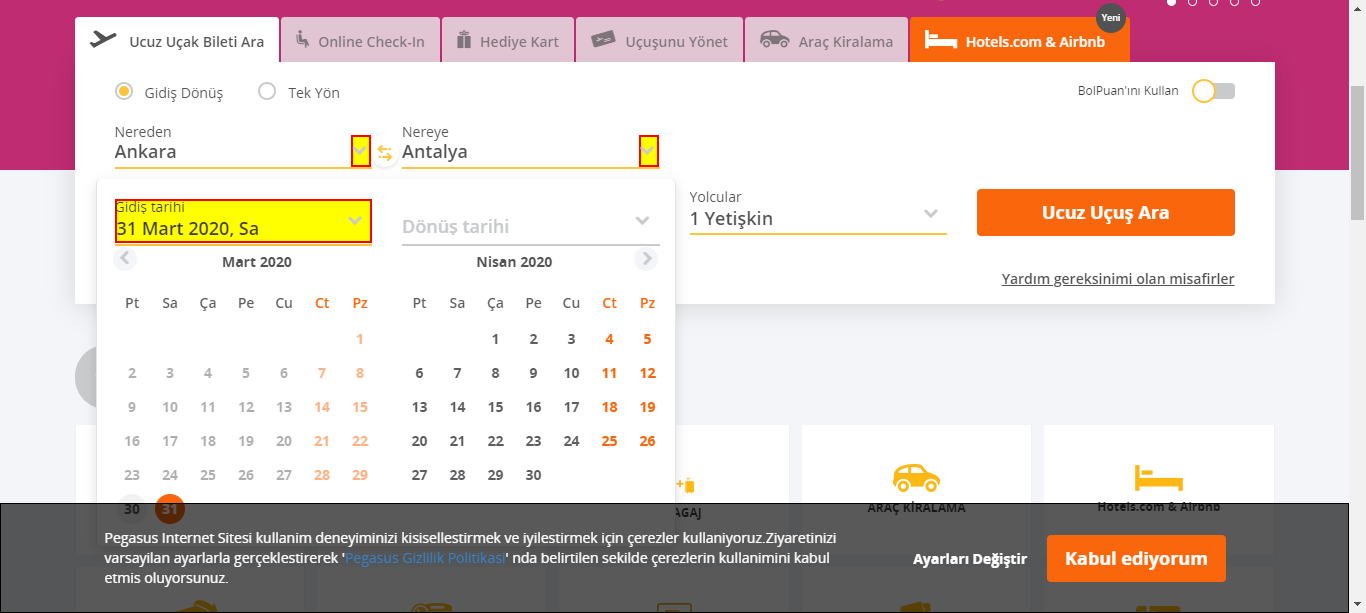 Yeni
Ucuz Uçak Bileti Ara
Online Check-In
Hediye Kart
Uçuşunu Yönet
Araç Kiralama
Hotels.com & Airbnb
Gidiş Dönüş
Tek Yön
BolPuan'ını Kullan
Nereden
Nereye
Ankara
Antalya
Gidiş tarihi
31 Mart 2020, Sa
Dönüş tarihi
Yolcular
1 Yetişkin
Ucuz Uçuş Ara
Yardım gereksinimi olan misafirler
Mart 2020
Pt Sa Ça Pe Cu Ct Pz
1
2 3 4 5 6 7 8
9 10 11 12 13 14 15
16 17 18 19 20 21 22
23 24 25 26 27 28 29
30 31
Nisan 2020
Pt Sa Ça Pe Cu Ct Pz
1 2 3 4 5
6 7 8 9 10 11 12
13 14 15 16 17 18 19
20 21 22 23 24 25 26
27 28 29 30
AGAJ
ARAÇ KİRALAMA
Hotels.com & Airbnb
Pegasus Internet Sitesi kullanim deneyiminizi kisisellestirmek ve iyilestirmek için çerezler kullaniyoruz.Ziyaretinizi
varsayilan ayarlarla gerçeklestirerek 'Pegasus Gizlilik Politikasi' nda belirtilen sekilde çerezlerin kullanimini kabul
etmis oluyorsunuz.
Ayarları Değiştir
Kabul ediyorum